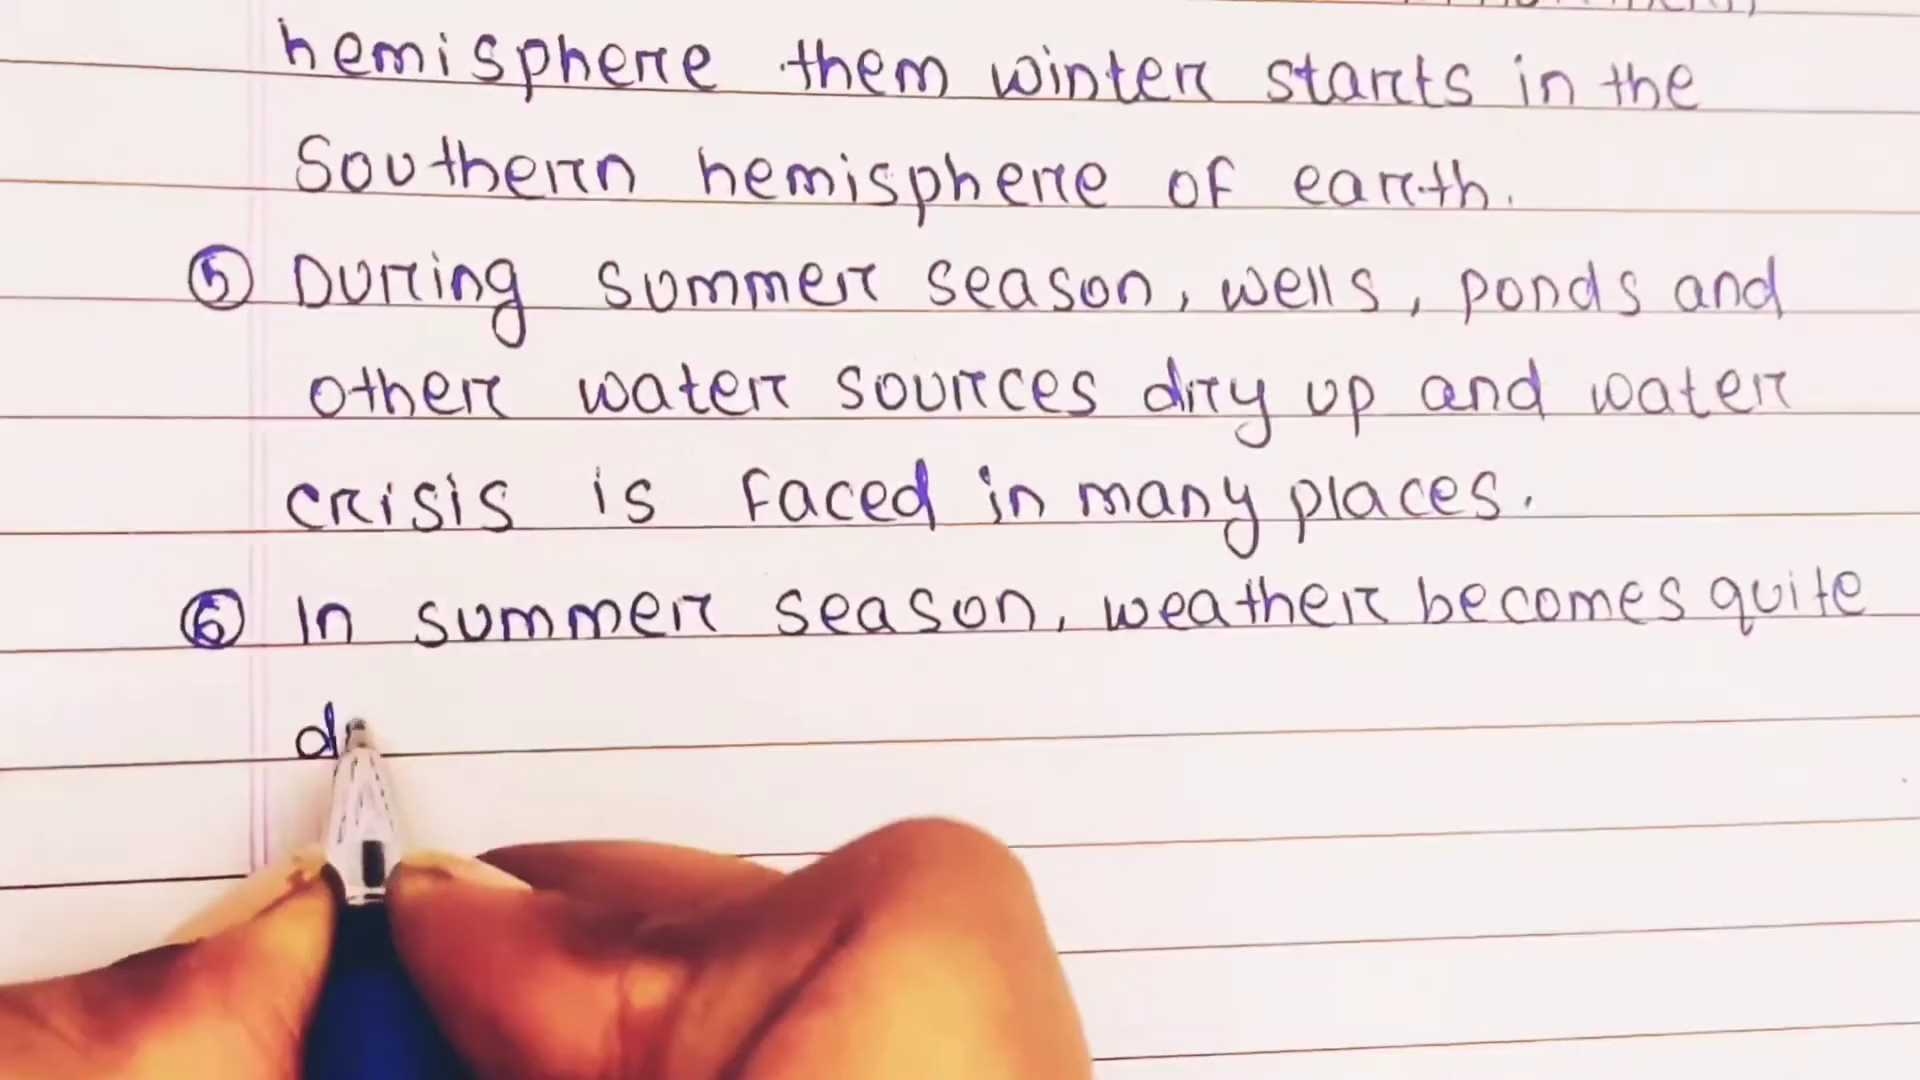 hemisphere them winter starts in the
Southern hemisphere of earth.
⑤ During summer season, wells, ponds and
other water sources dry up and water
crisis is faced in many places.
⑥ In summer season, weather becomes quite
d